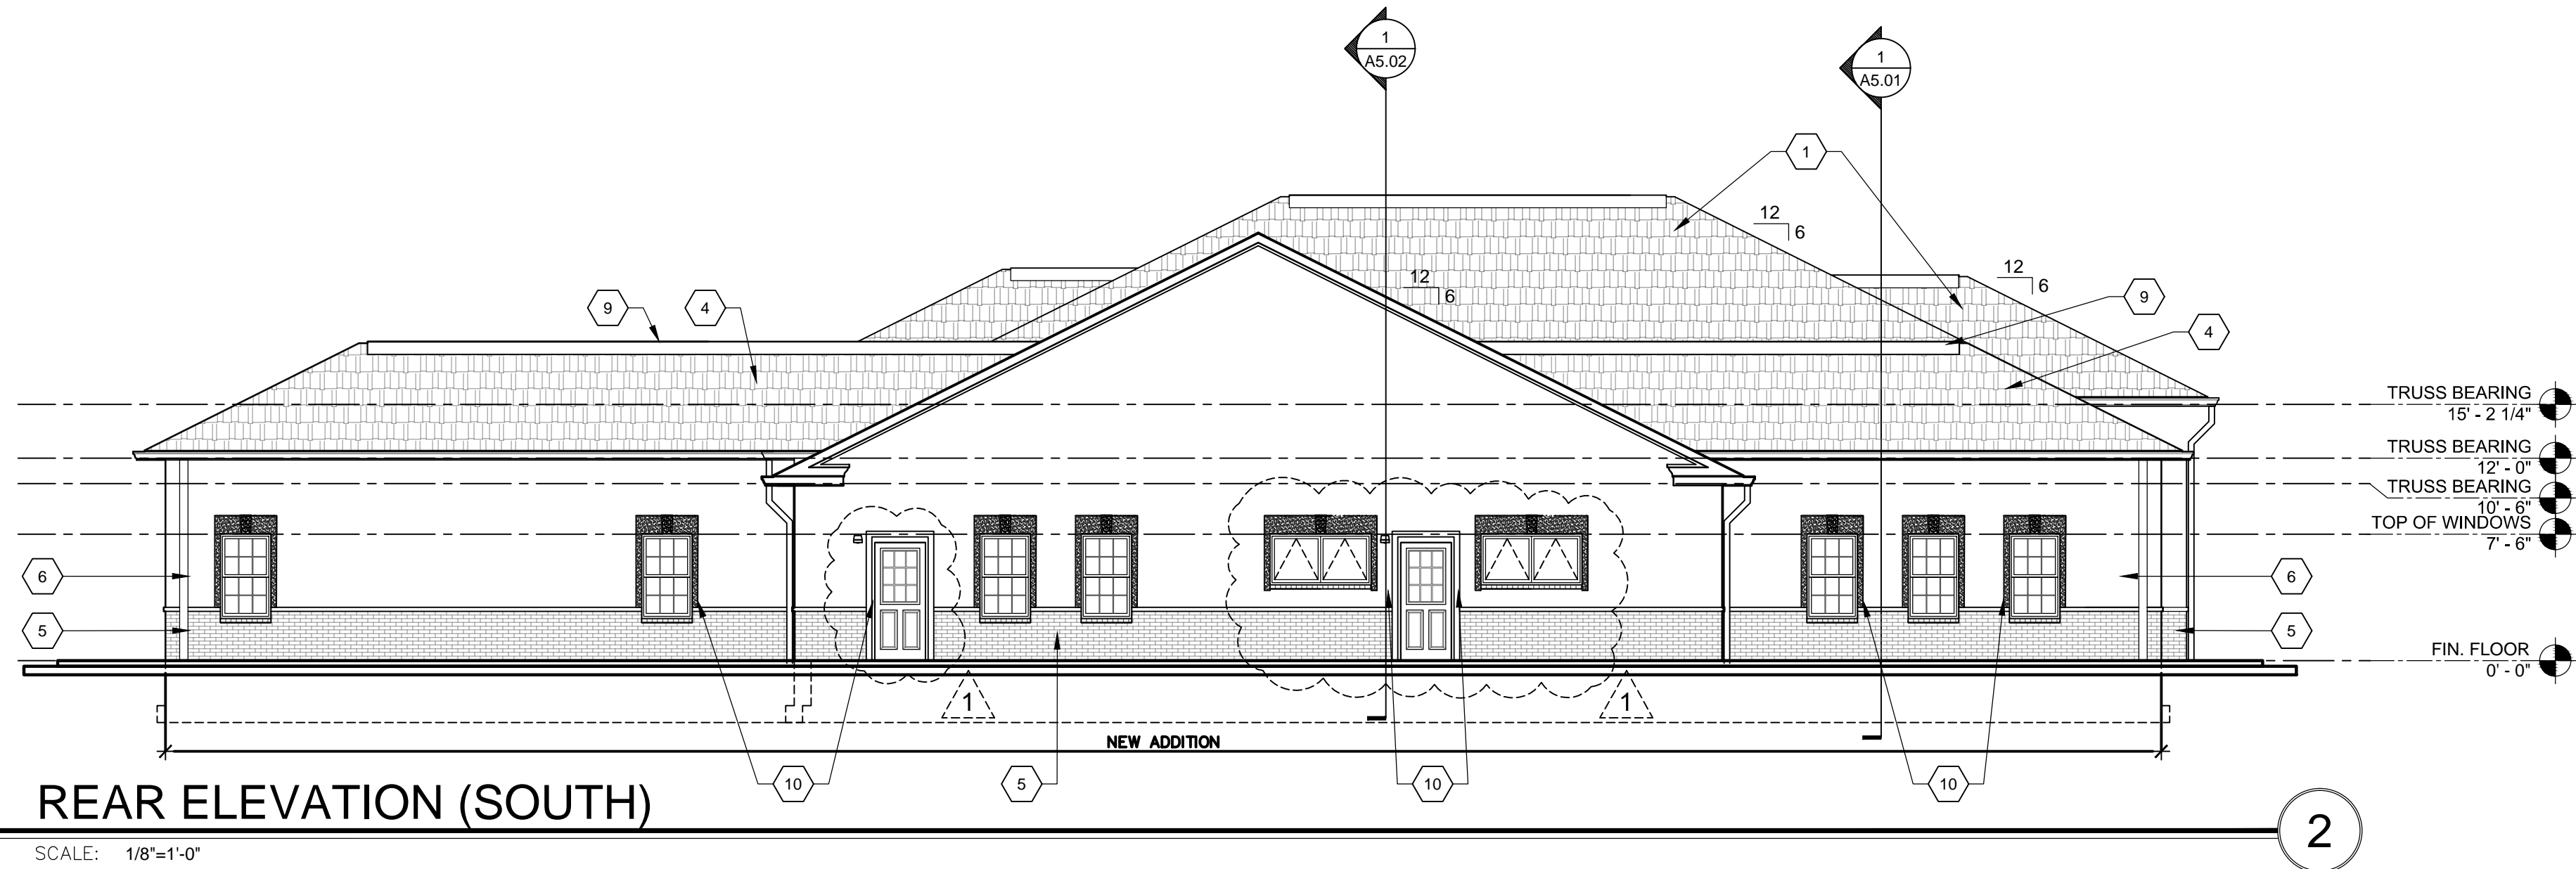 1
A5.02
1
A5.01
1
12
6
12
6
12
6
9
4
9
4
TRUSS BEARING
15' - 2 1/4"
TRUSS BEARING
12' - 0"
TRUSS BEARING
10' - 6"
TOP OF WINDOWS
7' - 6"
6
6
5
5
FIN. FLOOR
0' - 0"
1
1
NEW ADDITION
10
5
10
10
REAR ELEVATION (SOUTH)
2
SCALE: 1/8"=1'-0"